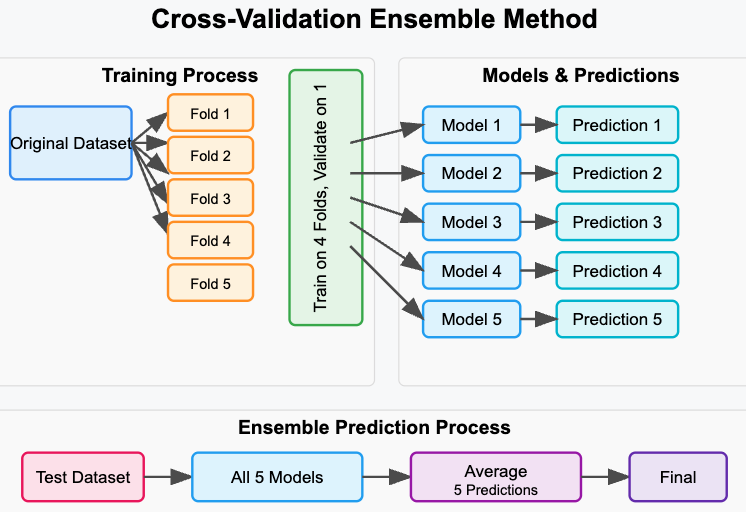 Cross-Validation Ensemble Method
Training Process
Original Dataset
Fold 1
Fold 2
Fold 3
Fold 4
Fold 5
Train on 4 Folds, Validate on 1
Models & Predictions
Model 1
Prediction 1
Model 2
Prediction 2
Model 3
Prediction 3
Model 4
Prediction 4
Model 5
Prediction 5
Ensemble Prediction Process
Test Dataset
All 5 Models
Average
5 Predictions
Final